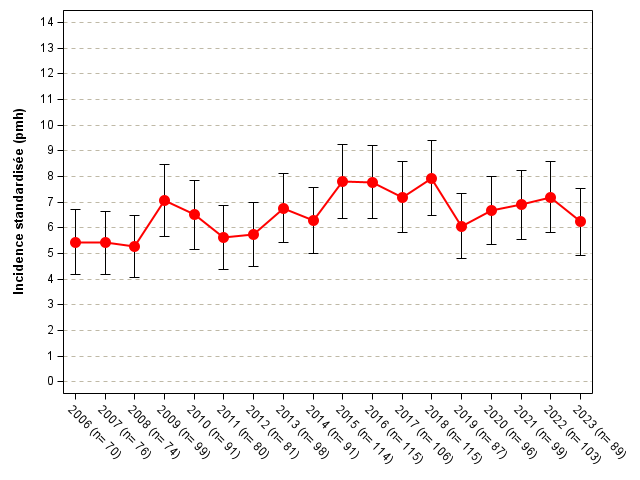 Incidence standardisée (pmh)
14
13
12
11
10
9
8
7
6
5
4
3
2
1
0
2006 (n= 70)
2007 (n= 76)
2008 (n= 74)
2009 (n= 99)
2010 (n= 91)
2011 (n= 80)
2012 (n= 81)
2013 (n= 98)
2014 (n= 91)
2015 (n= 114)
2016 (n= 115)
2017 (n= 106)
2018 (n= 115)
2019 (n= 87)
2020 (n= 96)
2021 (n= 99)
2022 (n= 103)
2023 (n= 89)